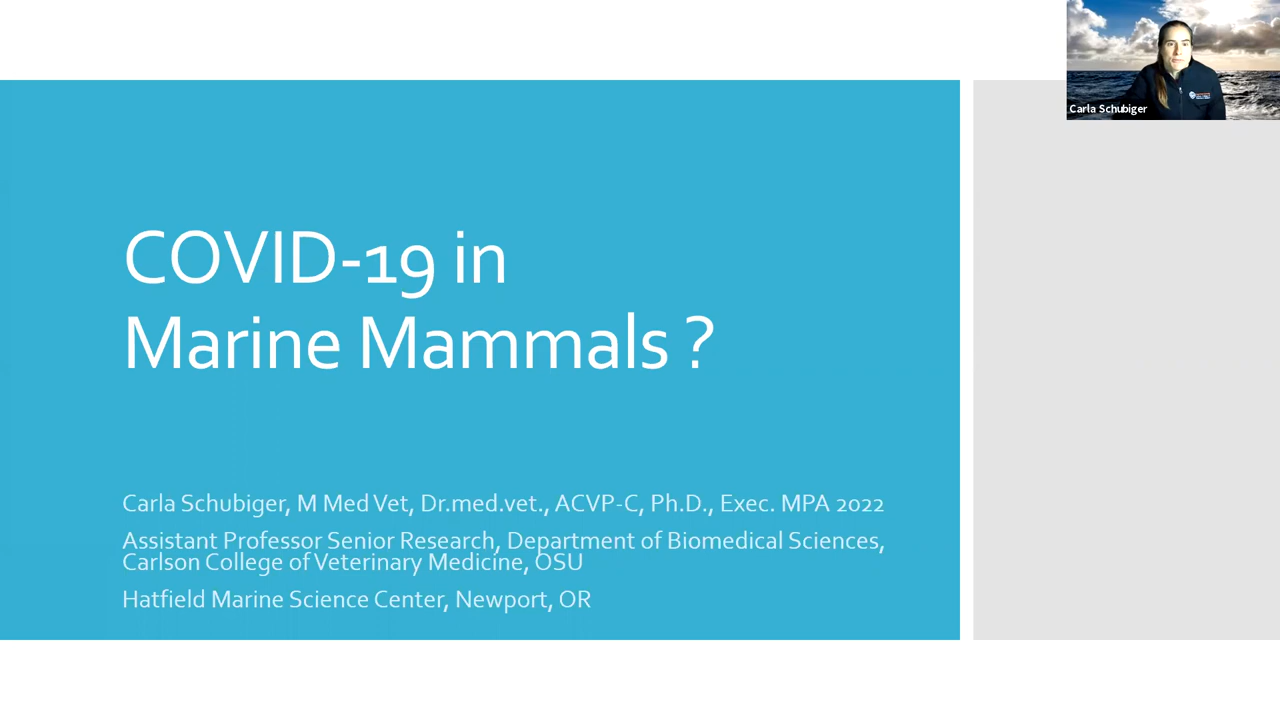 Carla Schubiger
COVID-19 in
Marine Mammals ?
Carla Schubiger, M Med Vet, Dr.med.vet., ACVP-C, Ph.D., Exec. MPA 2022
Assistant Professor Senior Research, Department of Biomedical Sciences,
Carlson College of Veterinary Medicine, OSU
Hatfield Marine Science Center, Newport, OR